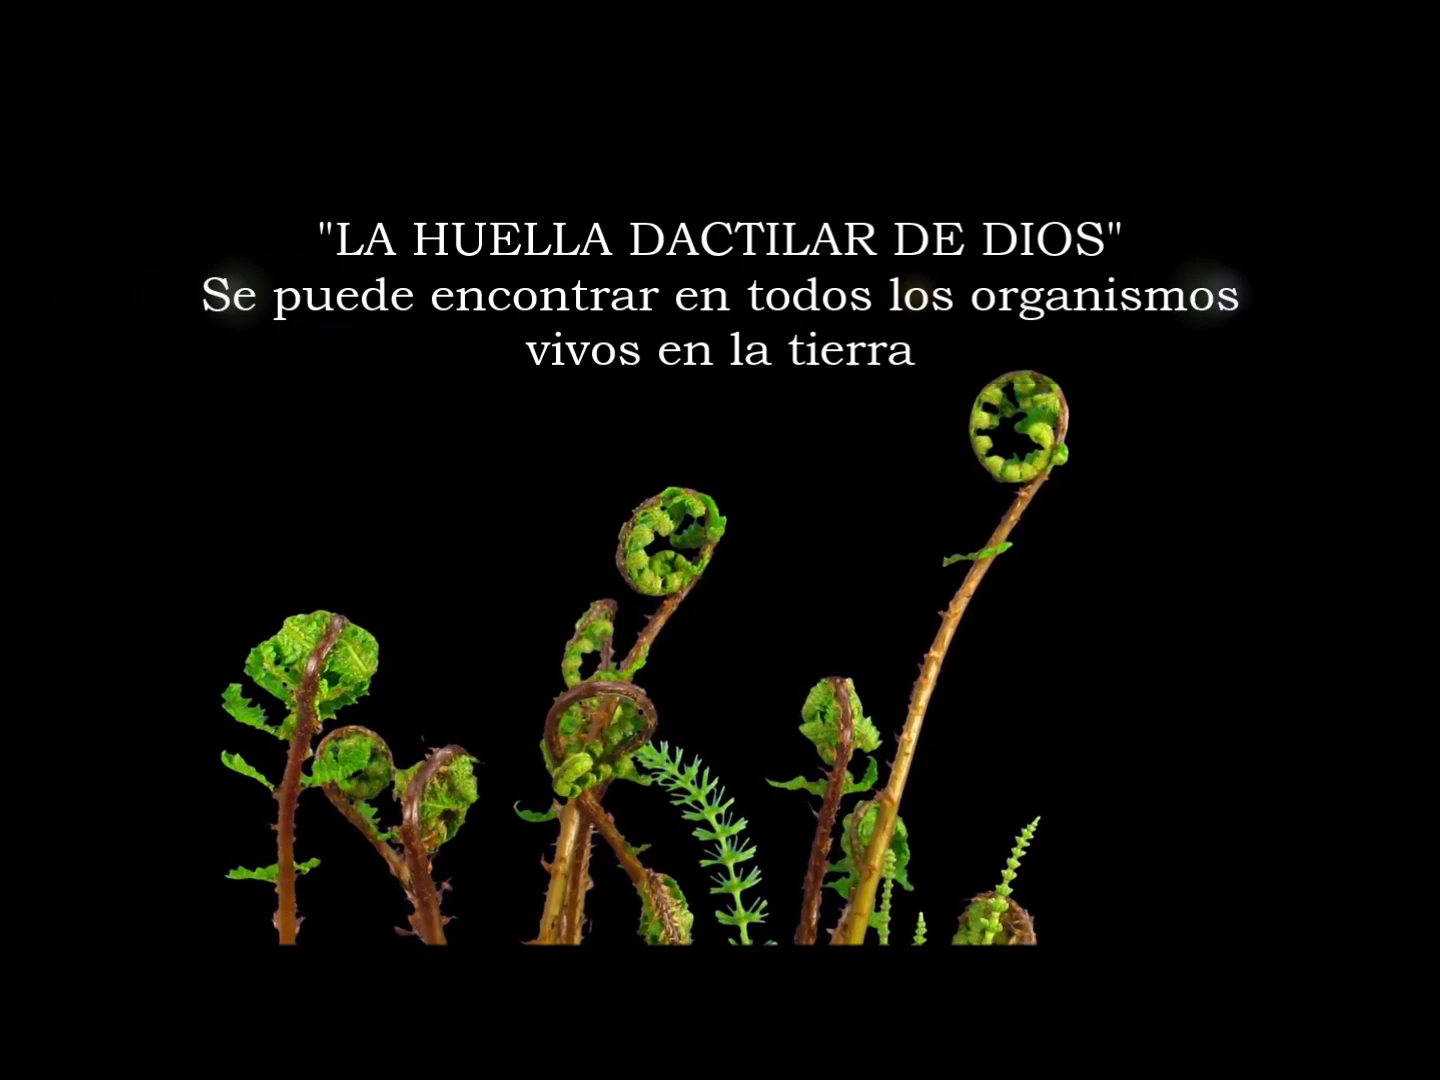 "LA HUELLA DACTILAR DE DIOS"
Se puede encontrar en todos los organismos
vivos en la tierra